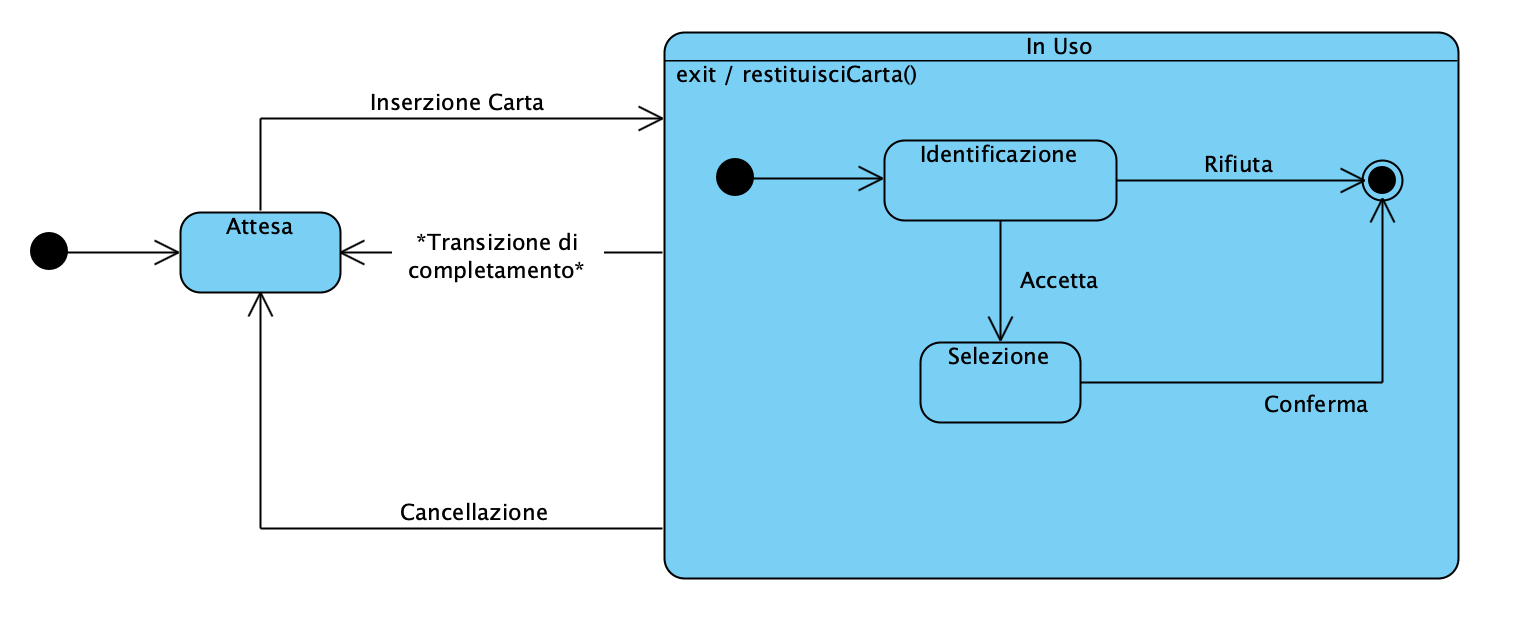 In Uso
exit / restituisciCarta()
Inserzione Carta
Identificazione
Rifiuta
Attesa
*Transizione di
completamento*
Accetta
Selezione
Conferma
Cancellazione